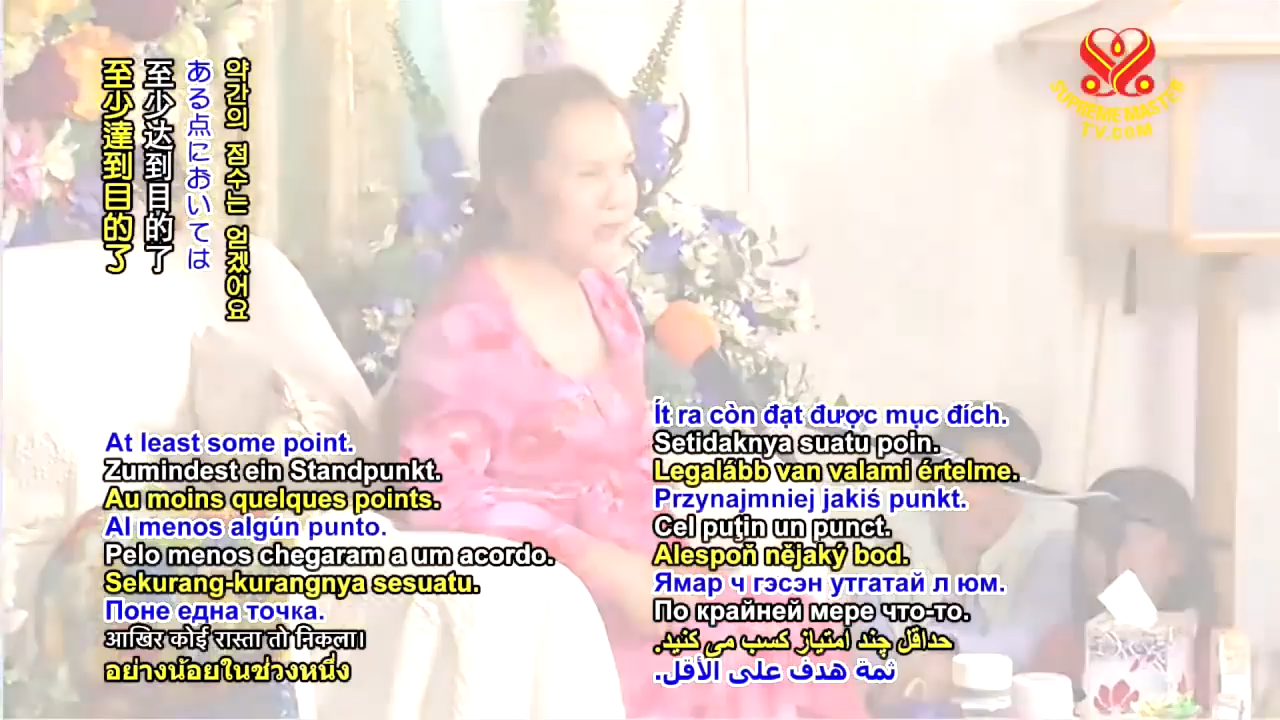 至少達到目的了
至少达到目的了
ある点においては
약간의 점수는 얻겠어요
SUPREME MASTER
TV.COM
At least some point.
Zumindest ein Standpunkt.
Au moins quelques points.
Al menos algún punto.
Pelo menos chegaram a um acordo.
Sekurang-kurangnya sesuatu.
Поне една точка.
आखिर कोई रास्ता तो निकला।
อย่างน้อยในช่วงหนึ่ง
Ít ra còn đạt được mục đích.
Setidaknya suatu poin.
Legalább van valami értelme.
Przynajmniej jakiś punkt.
Cel puţin un punct.
Alespoň nějaký bod.
Ямар ч гэсэн утгатай л юм.
По крайней мере что-то.
حداقل چند امتیاز کسب می کنید.
ثمة هدف على الأقل.